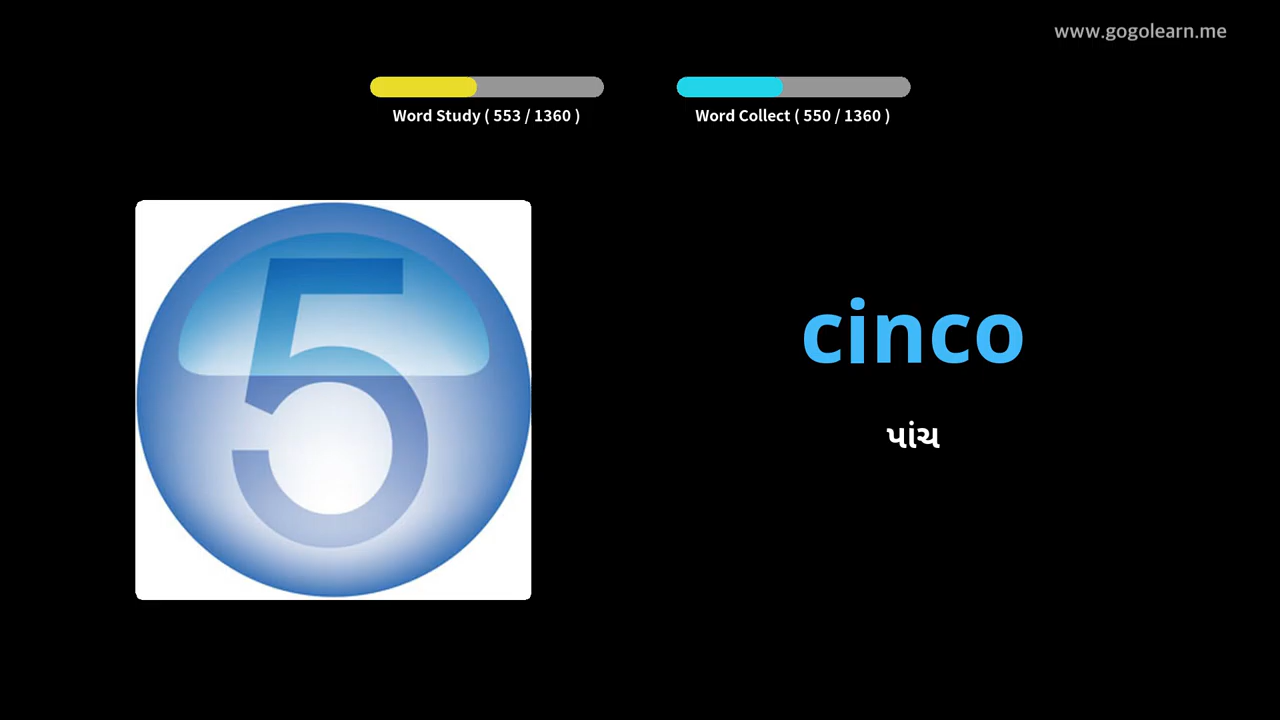 www.gogolearn.me
Word Study ( 553 / 1360 )
Word Collect ( 550 / 1360 )
5
cinco
પાંચ